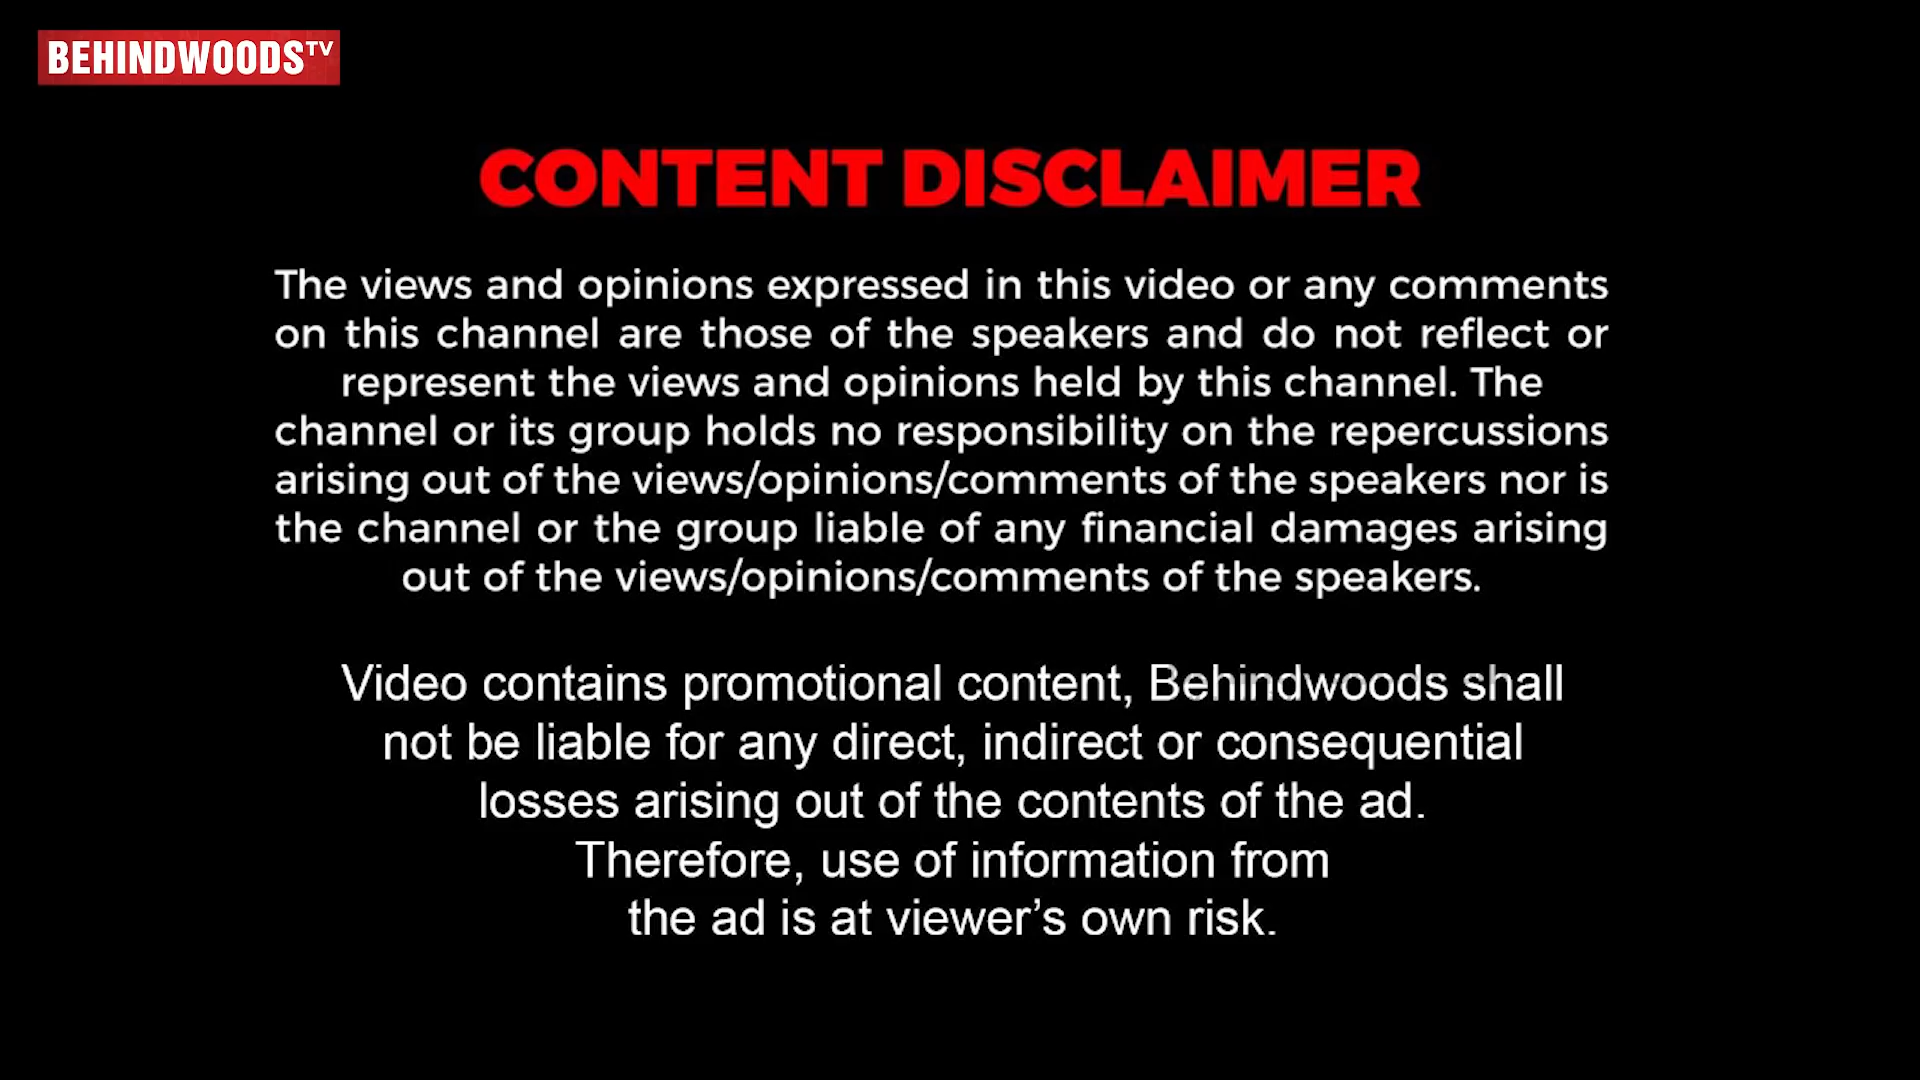 BEHINDWOODSTV
CONTENT DISCLAIMER
The views and opinions expressed in this video or any comments
on this channel are those of the speakers and do not reflect or
represent the views and opinions held by this channel. The
channel or its group holds no responsibility on the repercussions
arising out of the views/opinions/comments of the speakers nor is
the channel or the group liable of any financial damages arising
out of the views/opinions/comments of the speakers.
Video contains promotional content, Behindwoods shall
not be liable for any direct, indirect or consequential
losses arising out of the contents of the ad.
Therefore, use of information from
the ad is at viewer’s own risk.